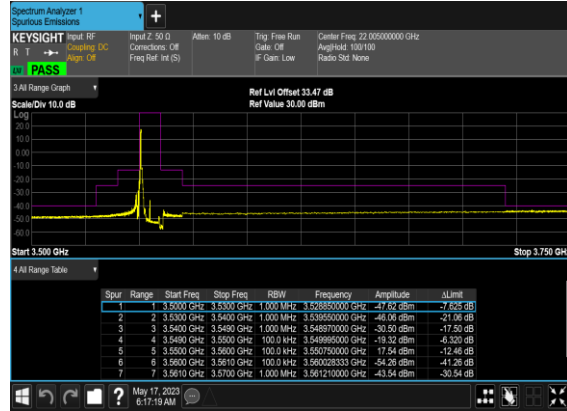 Spectrum Analyzer 1
Spurious Emissions
KEYSIGHT Input: RF Input Z: 50 Ω Atten: 10 dB Trig: Free Run Center Freq: 22.005000000 GHz
R T Coupling: DC Corrections: Off Gate: Off Avg|Hold: 100/100
Align: Off Freq Ref: Int (S) IF Gain: Low Radio Std: None
PASS
3 All Range Graph
Ref Lvl Offset 33.47 dB
Scale/Div 10.0 dB Ref Value 30.00 dBm
Log
20.0
10.0
0.00
-10.0
-20.0
-30.0
-40.0
-50.0
-60.0
Start 3.500 GHz Stop 3.750 GH
4 All Range Table
Spur Range Start Freq Stop Freq RBW Frequency Amplitude ΔLimit
1 1 3.5000 GHz 3.5300 GHz 1.000 MHz 3.528850000 GHz -47.62 dBm -7.625 dB
2 2 3.5300 GHz 3.5400 GHz 1.000 MHz 3.539550000 GHz -46.06 dBm -21.06 dB
3 3 3.5400 GHz 3.5490 GHz 1.000 MHz 3.548970000 GHz -30.50 dBm -17.50 dB
4 4 3.5490 GHz 3.5500 GHz 100.0 kHz 3.549995000 GHz -19.32 dBm -6.320 dB
5 5 3.5500 GHz 3.5600 GHz 100.0 kHz 3.550750000 GHz 17.54 dBm -12.46 dB
6 6 3.5600 GHz 3.5610 GHz 100.0 kHz 3.560028333 GHz -54.26 dBm -41.26 dB
7 7 3.5610 GHz 3.5700 GHz 1.000 MHz 3.561210000 GHz -43.54 dBm -30.54 dB
May 17, 2023
6:17:19 AM